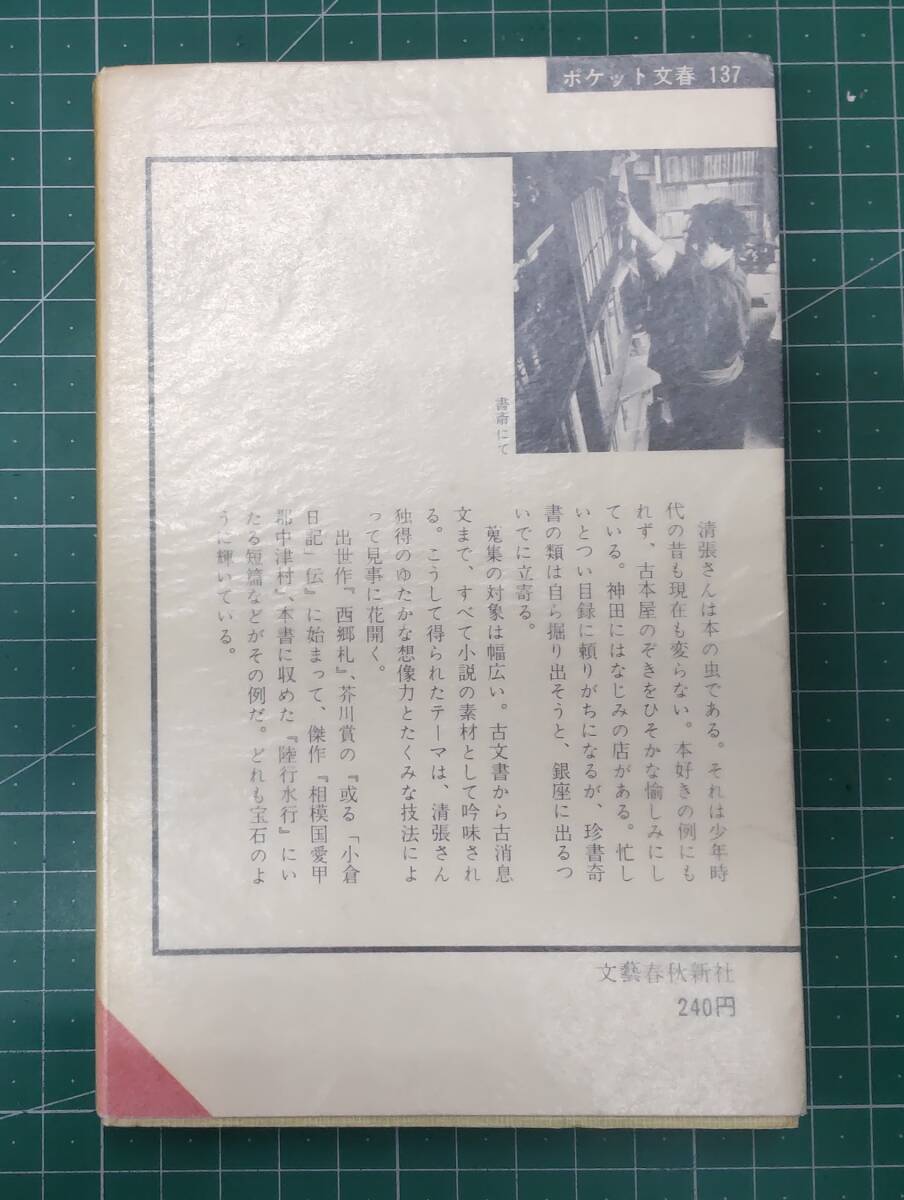 ポケット文春 137
書斎にて
清張さんは本の虫である。それは少年時
代の昔も現在も変らない。本好きの例にも
れず、古本屋のぞきをひそかな愉しみにし
ている。神田にはなじみの店がある。忙し
いとつい目録に頼りがちになるが、珍書奇
書の類は自ら掘り出そうと、銀座に出るつ
いでに立寄る。
蒐集の対象は幅広い。古文書から古消息
文まで、すべて小説の素材として吟味され
る。こうして得られたテーマは、清張さん
独得のゆたかな想像力とたくみな技法によ
って見事に花開く。
出世作『西郷札』、芥川賞の『或る「小倉
日記」伝』に始まって、傑作『相模国愛甲
郡中津村』、本書に収めた『陸行水行』にい
たる短篇などがその例だ。どれも宝石のよ
うに輝いている。
文藝春秋新社
240円